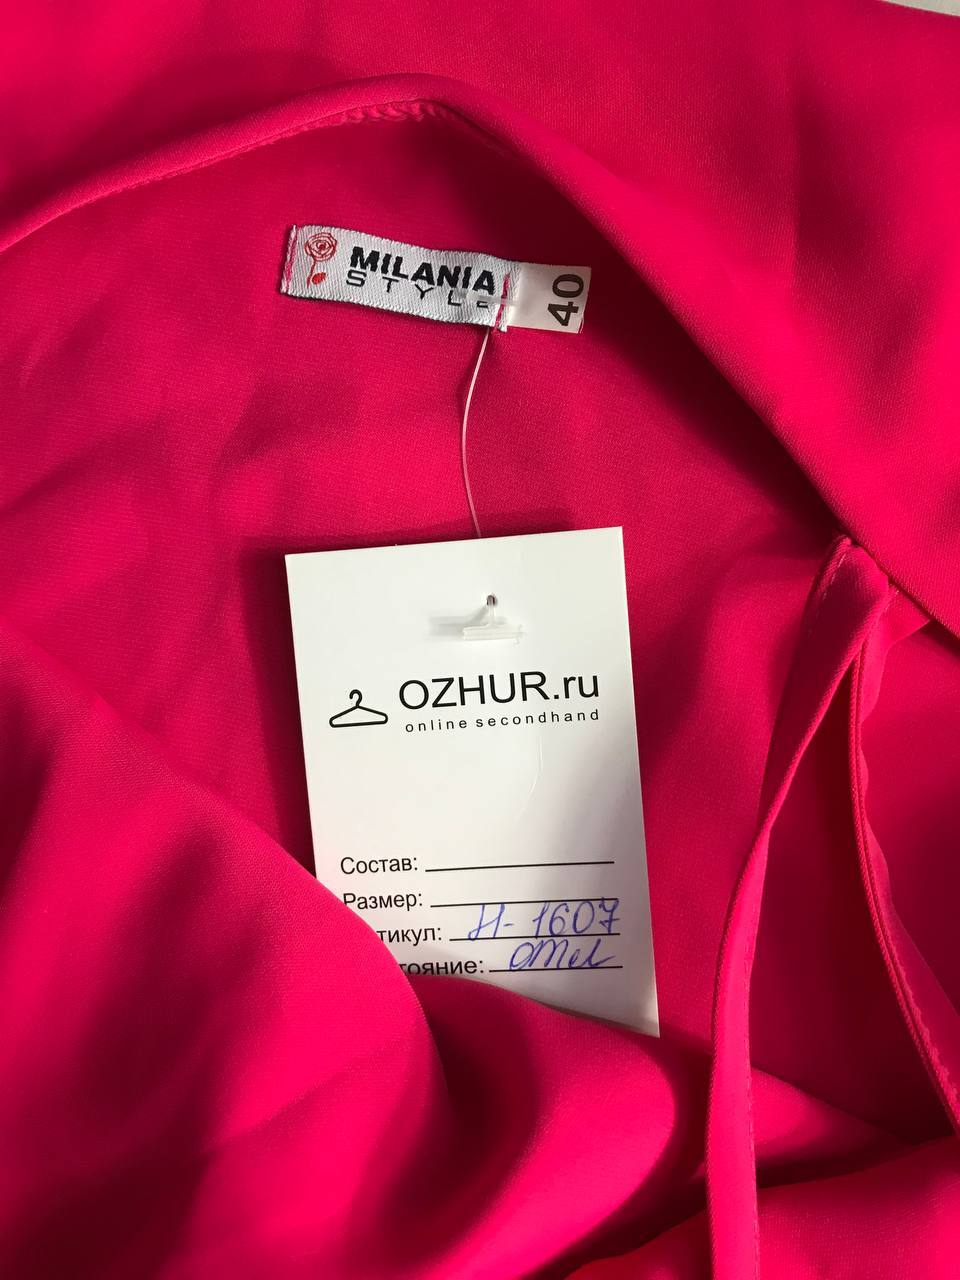 MILANIA
STYLE
40
OZHUR.ru
online secondhand
Состав:
Размер:
тикул: Н-1607
тояние: отл